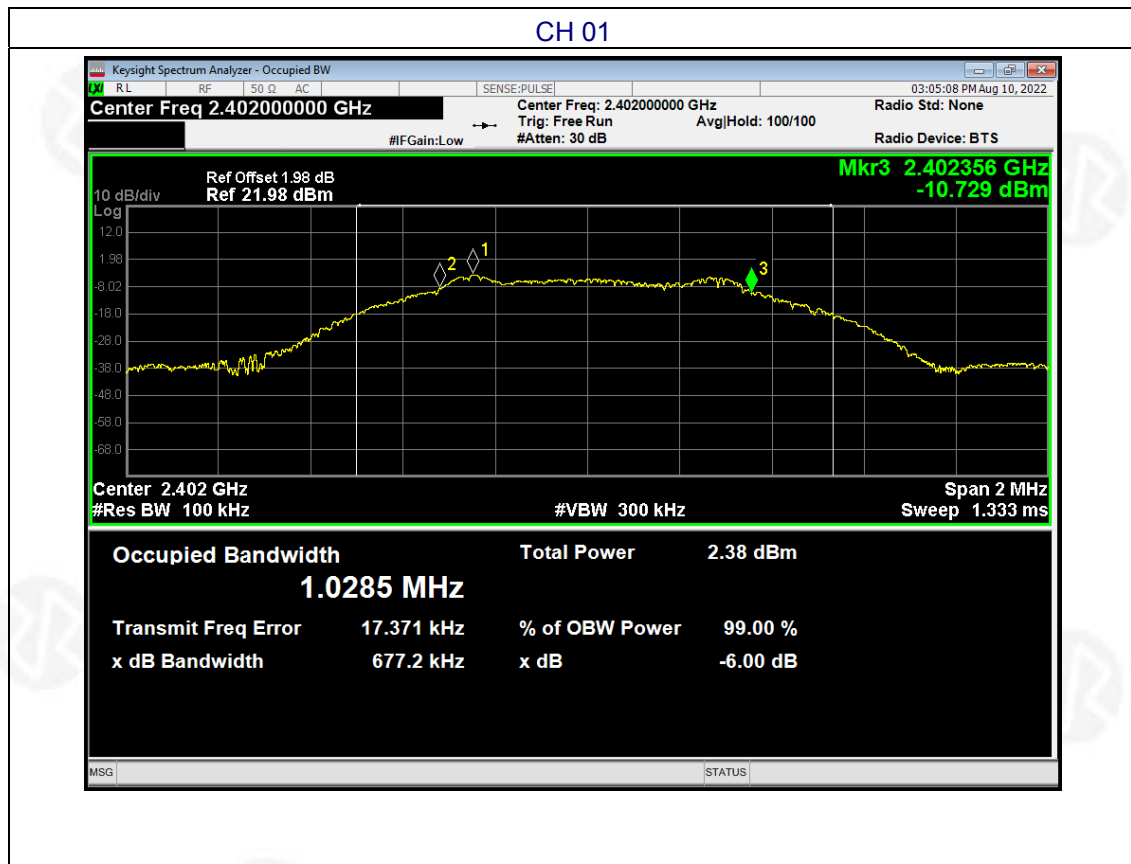 CH 01
Keysight Spectrum Analyzer - Occupied BW
LXI RL RF 50 Ω AC SENSE:PULSE 03:05:08 PM Aug 10, 2022
Center Freq 2.402000000 GHz Center Freq: 2.402000000 GHz Radio Std: None
Trig: Free Run Avg|Hold: 100/100
#IFGain:Low #Atten: 30 dB Radio Device: BTS
Mkr3 2.402356 GHz
Ref Offset 1.98 dB
10 dB/div Ref 21.98 dBm -10.729 dBm
Log
12.0
1
1.98
2
3
-8.02
-18.0
-28.0
-38.0
-48.0
-58.0
-68.0
Center 2.402 GHz Span 2 MHz
#Res BW 100 kHz #VBW 300 kHz Sweep 1.333 ms
Occupied Bandwidth Total Power 2.38 dBm
1.0285 MHz
Transmit Freq Error 17.371 kHz % of OBW Power 99.00 %
x dB Bandwidth 677.2 kHz x dB -6.00 dB
MSG STATUS